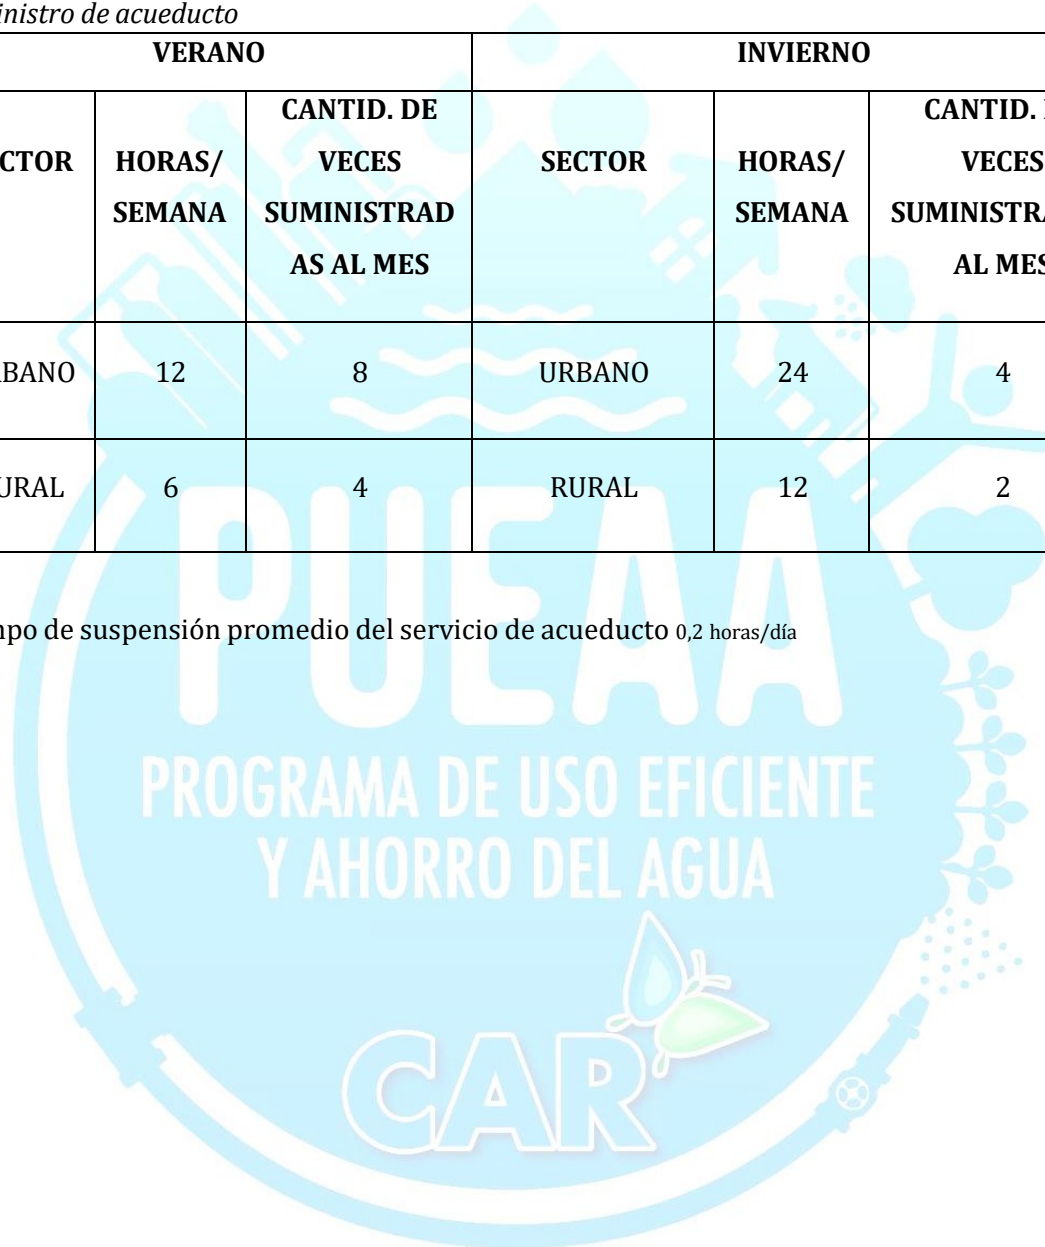 inistro de acueducto
VERANO INVIERNO
CTOR HORAS/ SEMANA CANTID. DE VECES SUMINISTRAD AS AL MES SECTOR HORAS/ SEMANA CANTID. VECES SUMINISTRA AL MES
BANO 12 8 URBANO 24 4
URAL 6 4 RURAL 12 2
po de suspensión promedio del servicio de acueducto 0,2 horas/día
PUEAA
PROGRAMA DE USO EFICIENTE
Y AHORRO DEL AGUA
CAR